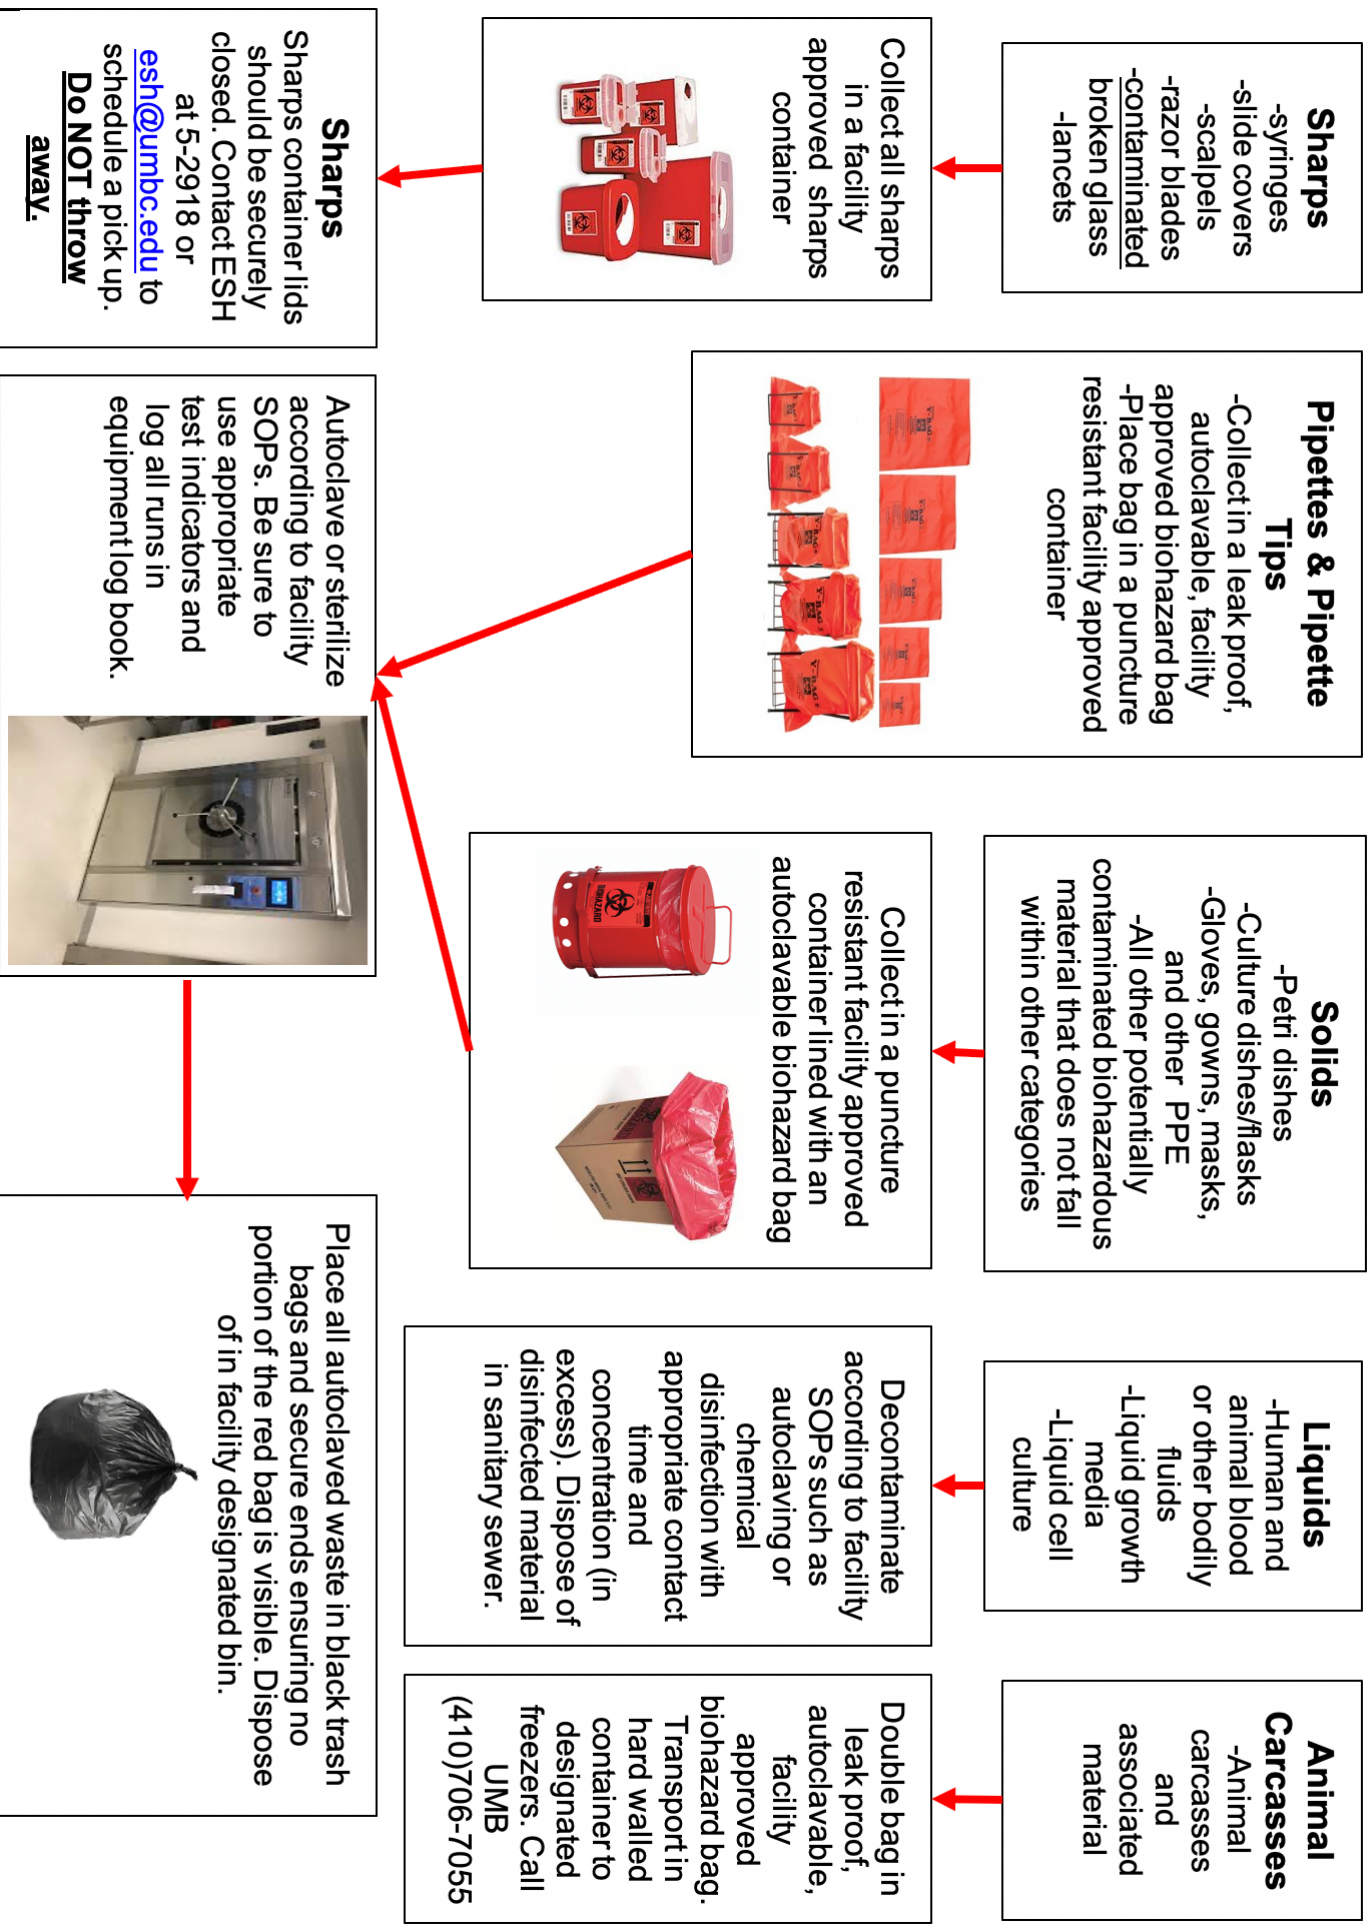 Sharps
-syringes
-slide covers
-scalpels
-razor blades
-contaminated
broken glass
-lancets
Collect all sharps
in a facility
approved sharps
container
Sharps
Sharps container lids
should be securely
closed. Contact ESH
at 5-2918 or
esh@umbc.edu to
schedule a pick up.
Do NOT throw
away.
Pipettes & Pipette
Tips
-Collect in a leak proof,
autoclavable, facility
approved biohazard bag
-Place bag in a puncture
resistant facility approved
container
Y-BAG
Y-BAG
Y-BAG
Y-BAG
Y-BAG
Autoclave or sterilize
according to facility
SOPs. Be sure to
use appropriate
test indicators and
log all runs in
equipment log book.
Solids
-Petri dishes
-Culture dishes/flasks
-Gloves, gowns, masks,
and other PPE
-All other potentially
contaminated biohazardous
material that does not fall
within other categories
Collect in a puncture
resistant facility approved
container lined with an
autoclavable biohazard bag
BIOHAZARD
Place all autoclaved waste in black trash
bags and secure ends ensuring no
portion of the red bag is visible. Dispose
of in facility designated bin.
Liquids
-Human and
animal blood
or other bodily
fluids
-Liquid growth
media
-Liquid cell
culture
Decontaminate
according to facility
SOPs such as
autoclaving or
chemical
disinfection with
appropriate contact
time and
concentration (in
excess). Dispose of
disinfected material
in sanitary sewer.
Animal
Carcasses
-Animal
carcasses
and
associated
material
Double bag in
leak proof,
autoclavable,
facility
approved
biohazard bag.
Transport in
hard walled
container to
designated
freezers. Call
UMB
(410)706-7055